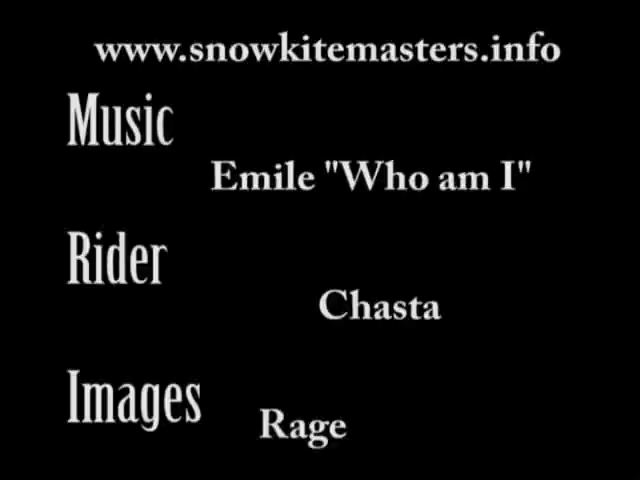 www.snowkitemasters.info
Music
Emile "Who am I"
Rider
Chasta
Images
Rage